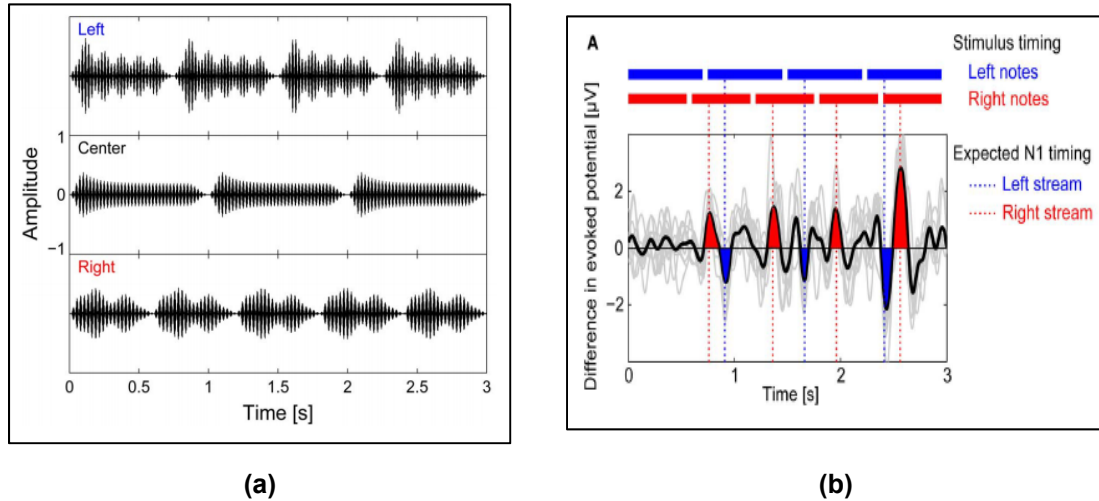 Left
Center
Right
Amplitude
1
0
−1
0
0.5
1
1.5
2
2.5
3
Time [s]
(a)
A
Stimulus timing
Left notes
Right notes
Expected N1 timing
Left stream
Right stream
Difference in evoked potential [µV]
2
0
−2
0
1
2
3
Time [s]
(b)